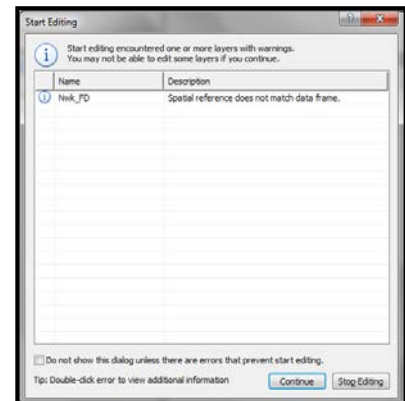 Start Editing
Start editing encountered one or more layers with warnings.
You may not be able to edit some layers if you continue.
Name Description
Nwk_FD Spatial reference does not match data frame.
Do not show this dialog unless there are errors that prevent start editing.
Tip: Double-click error to view additional information
Continue Stop Editing